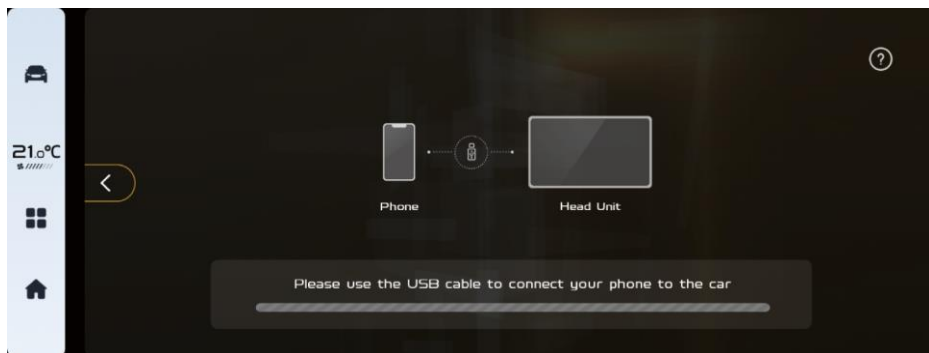 21.0°C
Phone
Head Unit
Please use the USB cable to connect your phone to the car